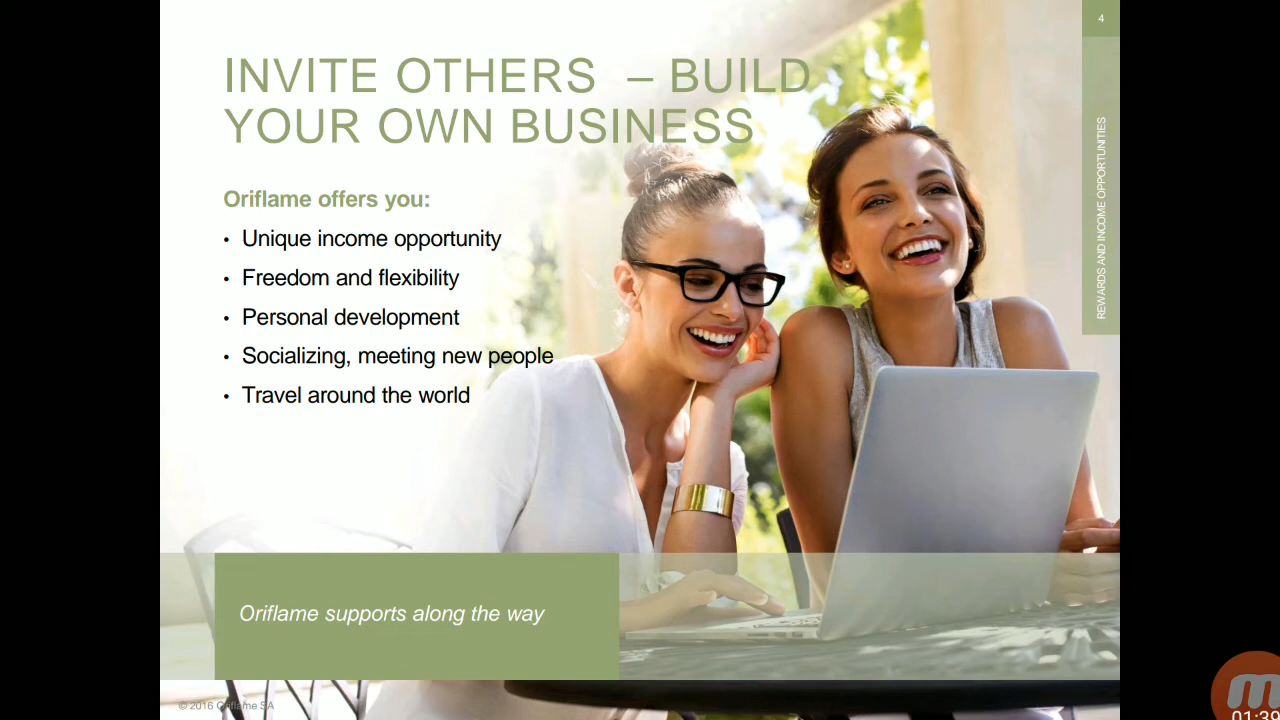 4
INVITE OTHERS – BUILD
YOUR OWN BUSINESS
REWARDS AND INCOME OPPORTUNITIES
Oriflame offers you:
• Unique income opportunity
• Freedom and flexibility
• Personal development
• Socializing, meeting new people
• Travel around the world
Oriflame supports along the way
© 2016 Oriflame SA
01:39